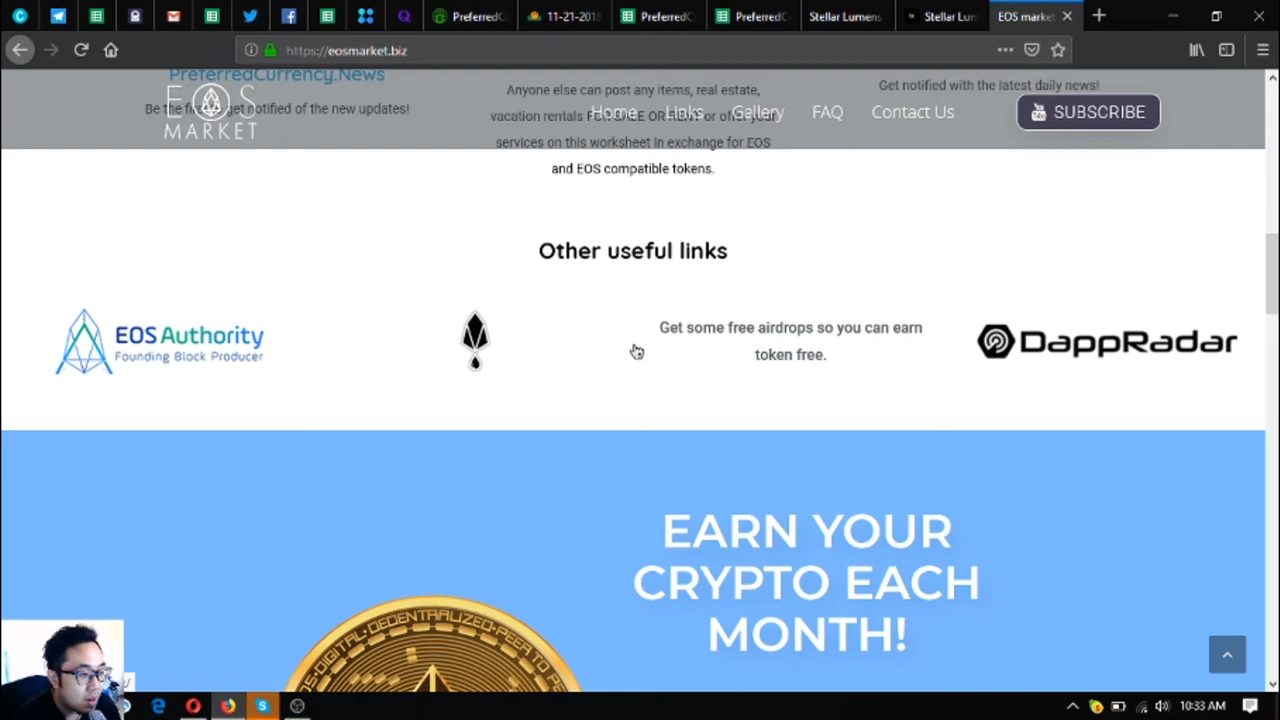 PreferredC
11-21-2018
PreferredC
PreferredC
Stellar Lumens
Stellar Lum
EOS market
https://eosmarket.biz
PreferredCurrency.News
Be the first to get notified of the new updates!
EOS
MARKET
Anyone else can post any items, real estate,
vacation rentals FOR SALE OR RENT or offer your
services on this worksheet in exchange for EOS
and EOS compatible tokens.
Get notified with the latest daily news!
Home
Links
Gallery
FAQ
Contact Us
SUBSCRIBE
Other useful links
EOS Authority
Founding Block Producer
Get some free airdrops so you can earn
token free.
DappRadar
EARN YOUR
CRYPTO EACH
MONTH!
DIGITAL • DECENTRALIZED • PEER TO PE
10:33 AM